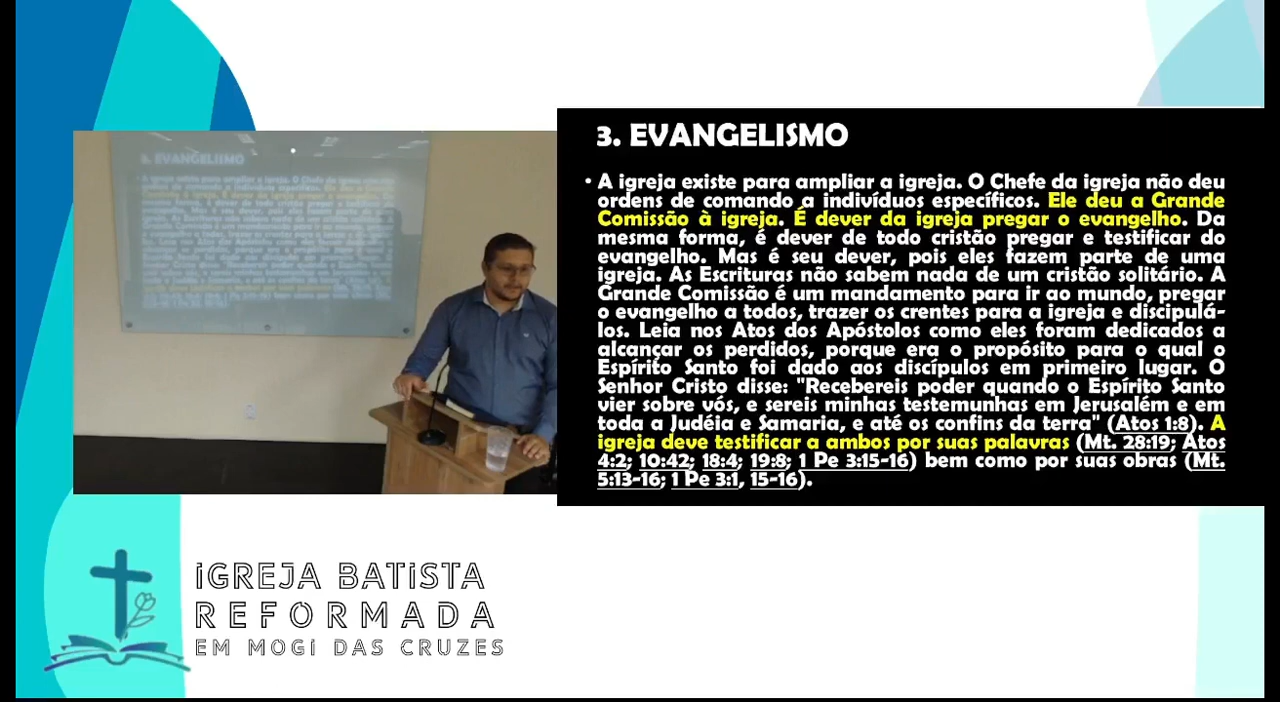 3. EVANGELISMO
• A igreja existe para ampliar a igreja. O Chefe da igreja não deu
ordens de comando a indivíduos específicos. Ele deu a Grande
Comissão à igreja. É dever da igreja pregar o evangelho. Da
mesma forma, é dever de todo cristão pregar e testificar do
evangelho. Mas é seu dever, pois eles fazem parte de uma
igreja. As Escrituras não sabem nada de um cristão solitário. A
Grande Comissão é um mandamento para ir ao mundo, pregar
o evangelho a todos, trazer os crentes para a igreja e discipulá-
los. Leia nos Atos dos Apóstolos como eles foram dedicados a
alcançar os perdidos, porque era o propósito para o qual o
Espírito Santo foi dado aos discípulos em primeiro lugar. O
Senhor Cristo disse: "Recebereis poder quando o Espírito Santo
vier sobre vós, e sereis minhas testemunhas em Jerusalém e em
toda a Judéia e Samaria, e até os confins da terra" (Atos 1:8). A
igreja deve testificar a ambos por suas palavras (Mt. 28:19; Atos
4:2; 10:42; 18:4; 19:8; 1 Pe 3:15-16) bem como por suas obras (Mt.
5:13-16; 1 Pe 3:1, 15-16).
3. EVANGELISMO
IGREJA BATISTA
REFORMADA
EM MOGI DAS CRUZES